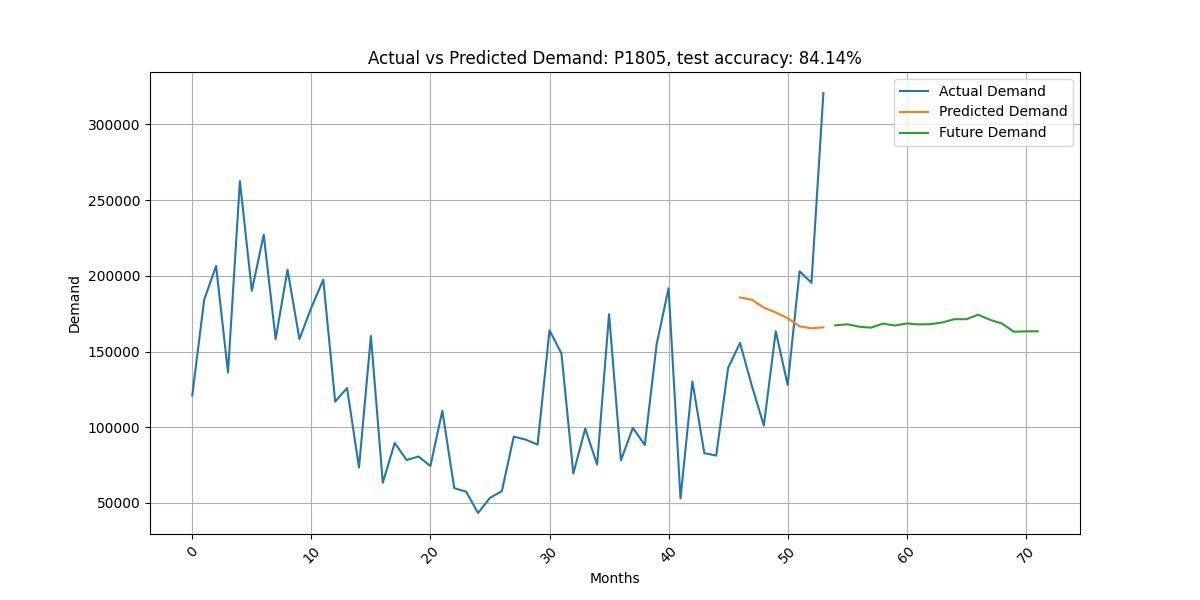 Actual vs Predicted Demand: P1805, test accuracy: 84.14%
Actual Demand
Predicted Demand
Future Demand
300000
250000
200000
150000
100000
50000
Demand
0
10
20
30
40
50
60
70
Months